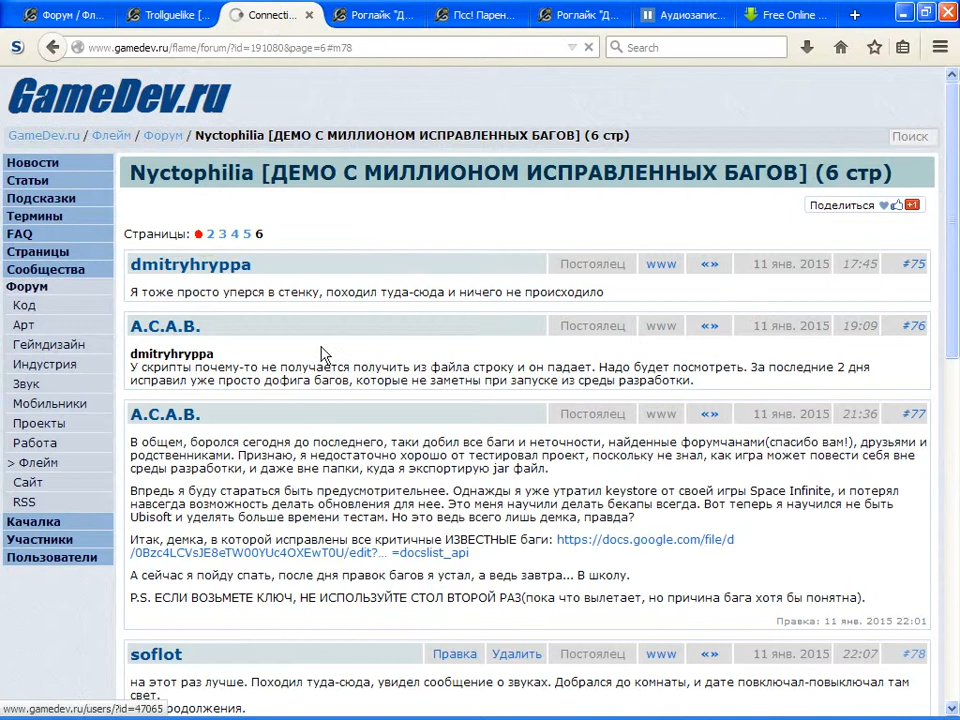 Форум / Фл...
Trollguelike [...
Connecti...
Роглайк "Д...
Псс! Парен...
Роглайк "Д...
Аудиозапис...
Free Online ...
www.gamedev.ru/flame/forum/?id=191080&page=6#m78
Search
GameDev.ru
GameDev.ru / Флейм / Форум / Nyctophilia [ДЕМО С МИЛЛИОНОМ ИСПРАВЛЕННЫХ БАГОВ] (6 стр)
Поиск
Новости
Статьи
Подсказки
Термины
FAQ
Страницы
Сообщества
Форум
Код
Арт
Геймдизайн
Индустрия
Звук
Мобильники
Проекты
Работа
> Флейм
Сайт
RSS
Качалка
Участники
Пользователи
Nyctophilia [ДЕМО С МИЛЛИОНОМ ИСПРАВЛЕННЫХ БАГОВ] (6 стр)
Поделиться +1
Страницы: 2 3 4 5 6
dmitryhryppa Постоялец www «» 11 янв. 2015 17:45 #75
Я тоже просто уперся в стенку, походил туда-сюда и ничего не происходило
A.C.A.B. Постоялец www «» 11 янв. 2015 19:09 #76
dmitryhryppa
У скрипты почему-то не получается получить из файла строку и он падает. Надо будет посмотреть. За последние 2 дня
исправил уже просто дофига багов, которые не заметны при запуске из среды разработки.
A.C.A.B. Постоялец www «» 11 янв. 2015 21:36 #77
В общем, боролся сегодня до последнего, таки добил все баги и неточности, найденные форумчанами(спасибо вам!), друзьями и
родственниками. Признаю, я недостаточно хорошо от тестировал проект, поскольку не знал, как игра может повести себя вне
среды разработки, и даже вне папки, куда я экспортирую jar файл.
Впредь я буду стараться быть предусмотрительнее. Однажды я уже утратил keystore от своей игры Space Infinite, и потерял
навсегда возможность делать обновления для нее. Это меня научили делать бекапы всегда. Вот теперь я научился не быть
Ubisoft и уделять больше времени тестам. Но это ведь всего лишь демка, правда?
Итак, демка, в которой исправлены все критичные ИЗВЕСТНЫЕ баги: https://docs.google.com/file/d
/0Bzc4LCVsJE8eTW00YUc4OXEwT0U/edit?... =docslist_api
А сейчас я пойду спать, после дня правок багов я устал, а ведь завтра... В школу.
P.S. ЕСЛИ ВОЗЬМЕТЕ КЛЮЧ, НЕ ИСПОЛЬЗУЙТЕ СТОЛ ВТОРОЙ РАЗ(пока что вылетает, но причина бага хотя бы понятна).
Правка: 11 янв. 2015 22:01
soflot Правка Удалить Постоялец www «» 11 янв. 2015 22:07 #78
на этот раз лучше. Походил туда-сюда, увидел сообщение о звуках. Добрался до комнаты, и дате повключал-повыключал там
свет.
родолжения.
www.gamedev.ru/users/?id=47065